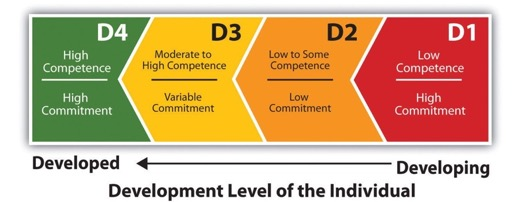 D4
High
Competence
High
Commitment
D3
Moderate to
High Competence
Variable
Commitment
D2
Low to Some
Competence
Low
Commitment
D1
Low
Competence
High
Commitment
Developed
Developing
Development Level of the Individual